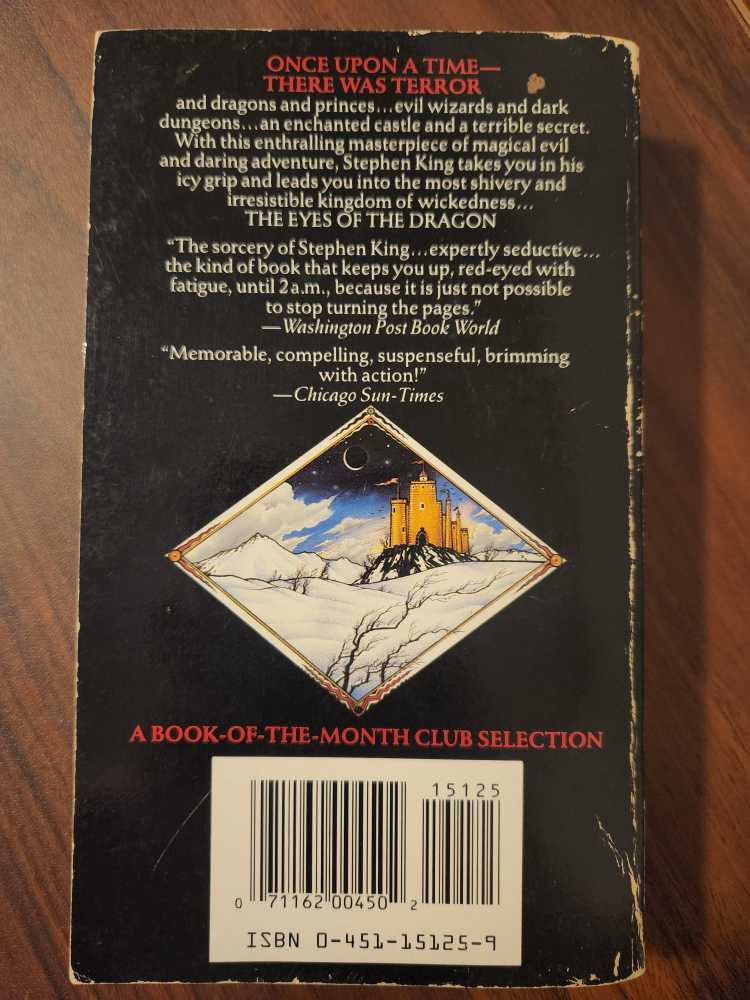 ONCE UPON A TIME—
THERE WAS TERROR
and dragons and princes...evil wizards and dark
dungeons...an enchanted castle and a terrible secret.
With this enthralling masterpiece of magical evil
and daring adventure, Stephen King takes you in his
icy grip and leads you into the most shivery and
irresistible kingdom of wickedness...
THE EYES OF THE DRAGON
“The sorcery of Stephen King...expertly seductive...
the kind of book that keeps you up, red-eyed with
fatigue, until 2 a.m., because it is just not possible
to stop turning the pages.”
—Washington Post Book World
“Memorable, compelling, suspenseful, brimming
with action!”
—Chicago Sun-Times
A BOOK-OF-THE-MONTH CLUB SELECTION
15125
0 71162 00450 2
ISBN 0-451-15125-9